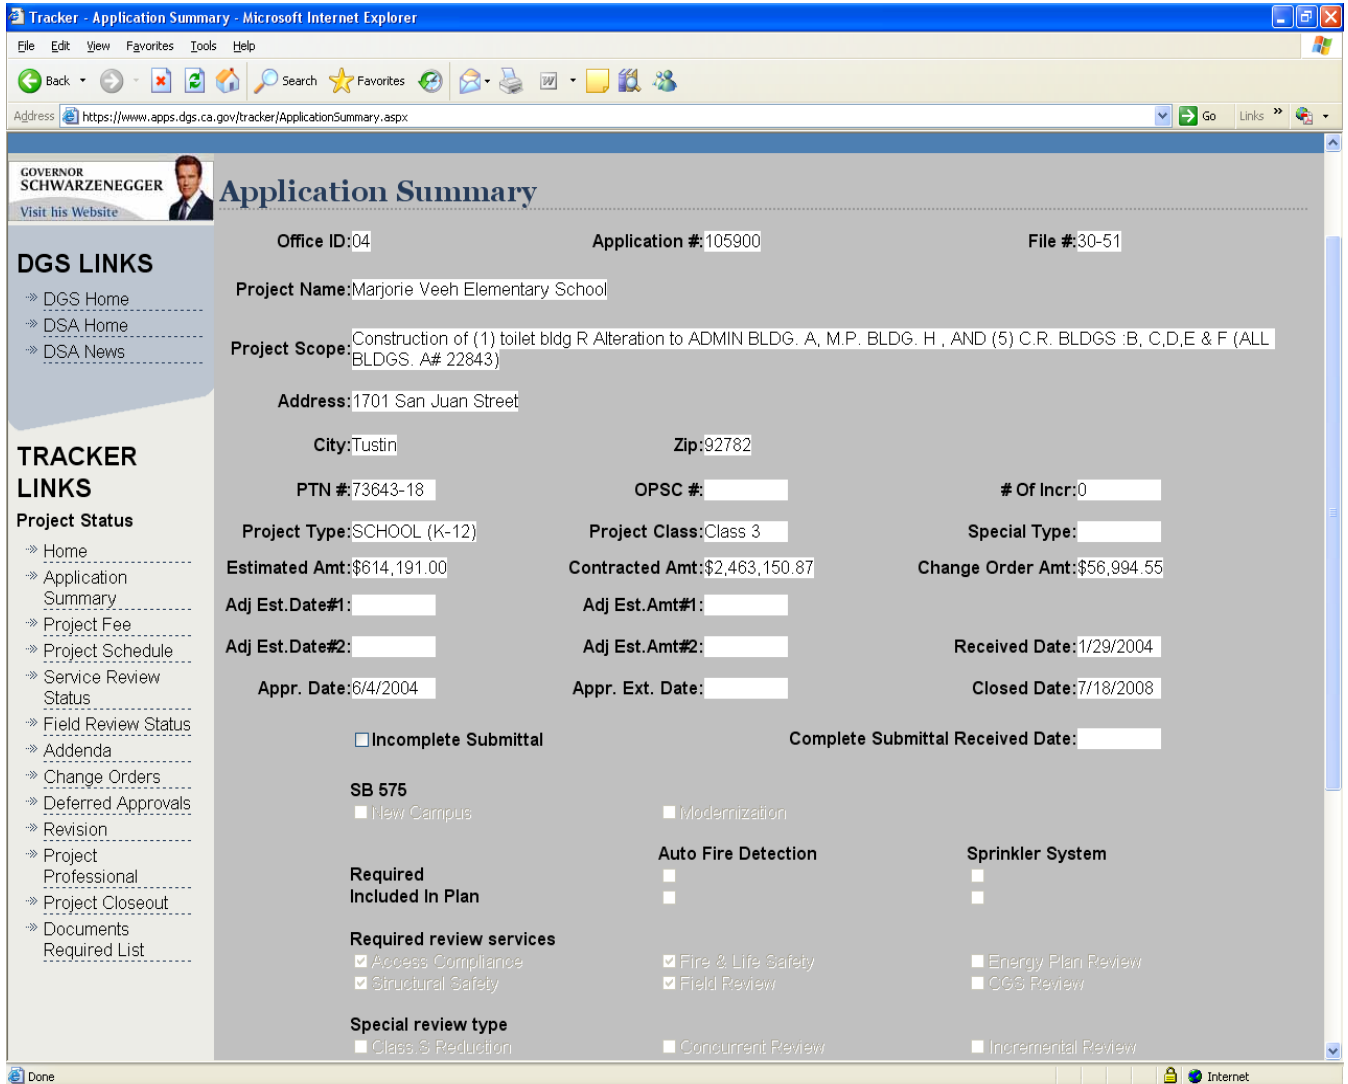 Tracker - Application Summary - Microsoft Internet Explorer
File Edit View Favorites Tools Help
Back Search Favorites
Address https://www.apps.dgs.ca.gov/tracker/ApplicationSummary.aspx Go Links »
GOVERNOR
SCHWARZENEGGER
Visit his Website
DGS LINKS
DGS Home
DSA Home
DSA News
TRACKER
LINKS
Project Status
Home
Application
Summary
Project Fee
Project Schedule
Service Review
Status
Field Review Status
Addenda
Change Orders
Deferred Approvals
Revision
Project
Professional
Project Closeout
Documents
Required List
Application Summary
Office ID:04 Application #:105900 File #:30-51
Project Name:Marjorie Veeh Elementary School
Project Scope:Construction of (1) toilet bldg R Alteration to ADMIN BLDG. A, M.P. BLDG. H , AND (5) C.R. BLDGS :B, C,D,E & F (ALL
BLDGS. A# 22843)
Address:1701 San Juan Street
City:Tustin Zip:92782
PTN #:73643-18 OPSC #: # Of Incr:0
Project Type:SCHOOL (K-12) Project Class:Class 3 Special Type:
Estimated Amt:$614,191.00 Contracted Amt:$2,463,150.87 Change Order Amt:$56,994.55
Adj Est.Date#1: Adj Est.Amt#1:
Adj Est.Date#2: Adj Est.Amt#2: Received Date:1/29/2004
Appr. Date:6/4/2004 Appr. Ext. Date: Closed Date:7/18/2008
Incomplete Submittal Complete Submittal Received Date:
SB 575
New Campus Modernization
Auto Fire Detection Sprinkler System
Required
Included In Plan
Required review services
Access Compliance Fire & Life Safety Energy Plan Review
Structural Safety Field Review CGS Review
Special review type
Class S Reduction Concurrent Review Incremental Review
Done Internet